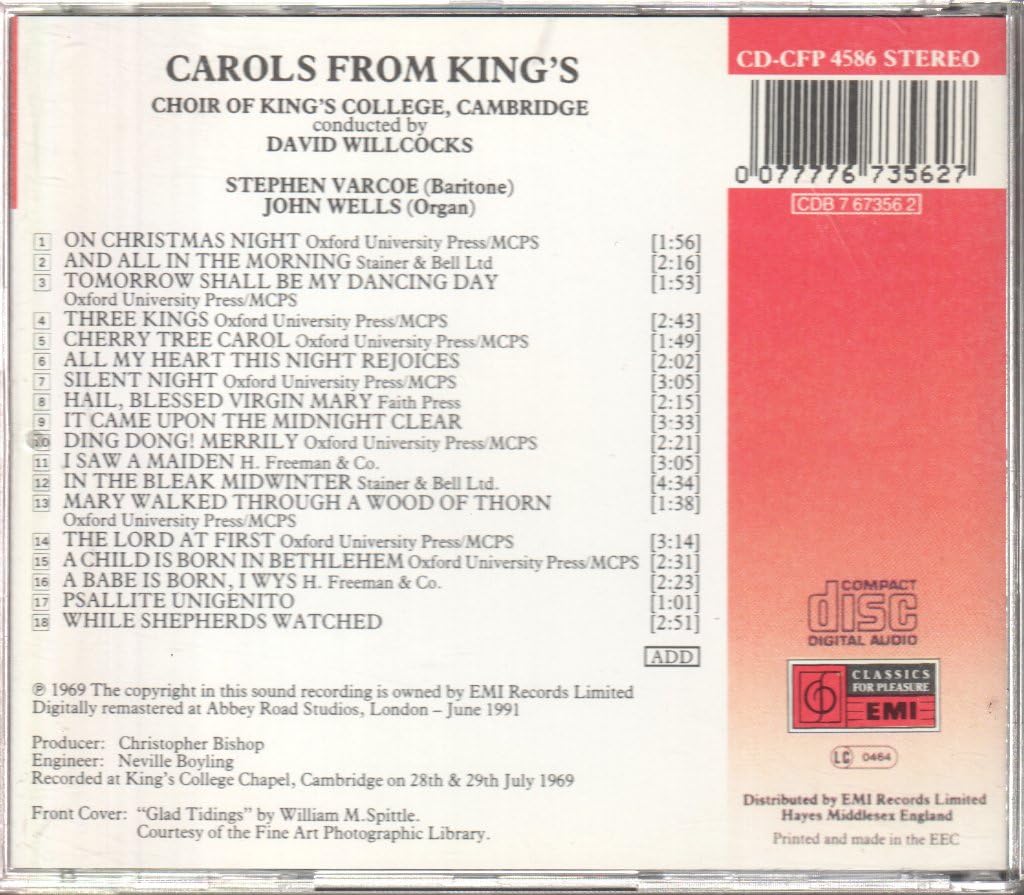 CAROLS FROM KING'S
CHOIR OF KING'S COLLEGE, CAMBRIDGE
conducted by
DAVID WILLCOCKS
STEPHEN VARCOE (Baritone)
JOHN WELLS (Organ)
1 ON CHRISTMAS NIGHT Oxford University Press/MCPS [1:56]
2 AND ALL IN THE MORNING Stainer & Bell Ltd [2:16]
3 TOMORROW SHALL BE MY DANCING DAY [1:53]
Oxford University Press/MCPS
4 THREE KINGS Oxford University Press/MCPS [2:43]
5 CHERRY TREE CAROL Oxford University Press/MCPS [1:49]
6 ALL MY HEART THIS NIGHT REJOICES [2:02]
7 SILENT NIGHT Oxford University Press/MCPS [3:05]
8 HAIL, BLESSED VIRGIN MARY Faith Press [2:15]
9 IT CAME UPON THE MIDNIGHT CLEAR [3:33]
10 DING DONG! MERRILY Oxford University Press/MCPS [2:21]
11 I SAW A MAIDEN H. Freeman & Co. [3:05]
12 IN THE BLEAK MIDWINTER Stainer & Bell Ltd. [4:34]
13 MARY WALKED THROUGH A WOOD OF THORN [1:38]
Oxford University Press/MCPS
14 THE LORD AT FIRST Oxford University Press/MCPS [3:14]
15 A CHILD IS BORN IN BETHLEHEM Oxford University Press/MCPS [2:31]
16 A BABE IS BORN, I WYS H. Freeman & Co. [2:23]
17 PSALLITE UNIGENITO [1:01]
18 WHILE SHEPHERDS WATCHED [2:51]
ADD
℗ 1969 The copyright in this sound recording is owned by EMI Records Limited
Digitally remastered at Abbey Road Studios, London – June 1991
Producer: Christopher Bishop
Engineer: Neville Boyling
Recorded at King's College Chapel, Cambridge on 28th & 29th July 1969
Front Cover: "Glad Tidings" by William M. Spittle.
Courtesy of the Fine Art Photographic Library.
CD-CFP 4586 STEREO
0 077776 735627
CDB 7 67356 2
COMPACT
disc
DIGITAL AUDIO
CLASSICS
FOR PLEASURE
EMI
LC 0464
Distributed by EMI Records Limited
Hayes Middlesex England
Printed and made in the EEC